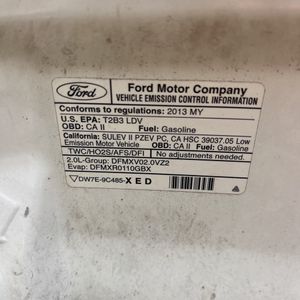 Ford
Ford Motor Company
VEHICLE EMISSION CONTROL INFORMATION
Conforms to regulations: 2013 MY
U.S. EPA: T2B3 LDV
OBD: CA II Fuel: Gasoline
California: SULEV II PZEV PC, CA HSC 39037.05 Low
Emission Motor Vehicle OBD: CA II Fuel: Gasoline
TWC/HO2S/AFS/DFI No adjustments needed.
2.0L-Group: DFMXV02.0VZ2
Evap: DFMXR0110GBX
DW7E-9C485-XED